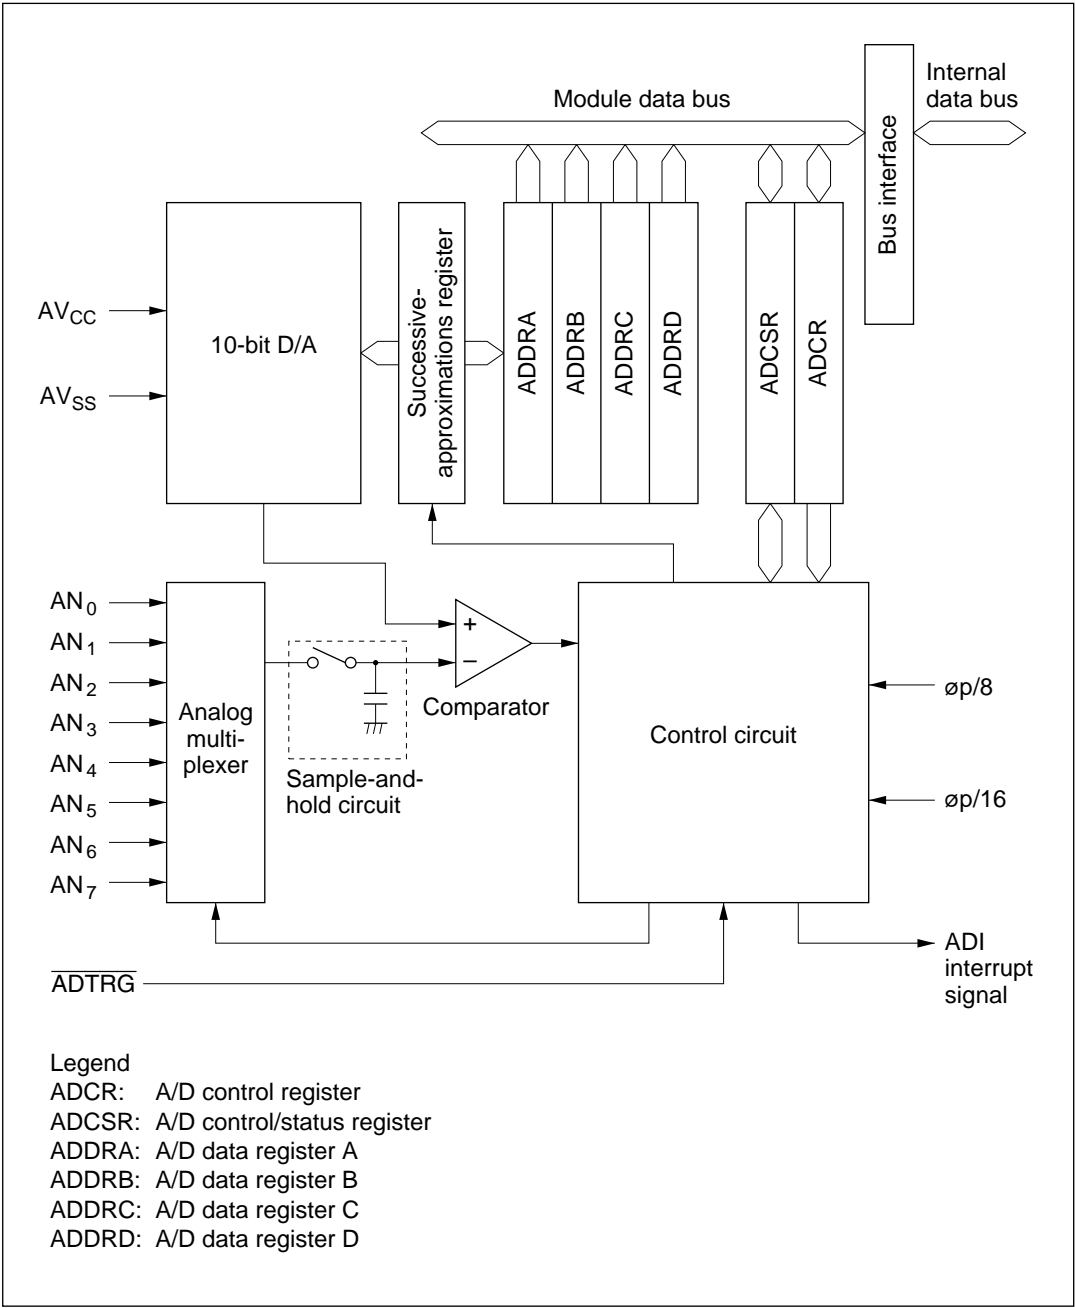 Internal
data bus
Module data bus
Bus interface
AVCC
AVSS
10-bit D/A
Successive-
approximations register
ADDRA
ADDRB
ADDRC
ADDRD
ADCSR
ADCR
AN0
AN1
AN2
AN3
AN4
AN5
AN6
AN7
Analog
multi-
plexer
Sample-and-
hold circuit
+
−
Comparator
Control circuit
øp/8
øp/16
ADI
interrupt
signal
ADTRG
Legend
ADCR: A/D control register
ADCSR: A/D control/status register
ADDRA: A/D data register A
ADDRB: A/D data register B
ADDRC: A/D data register C
ADDRD: A/D data register D